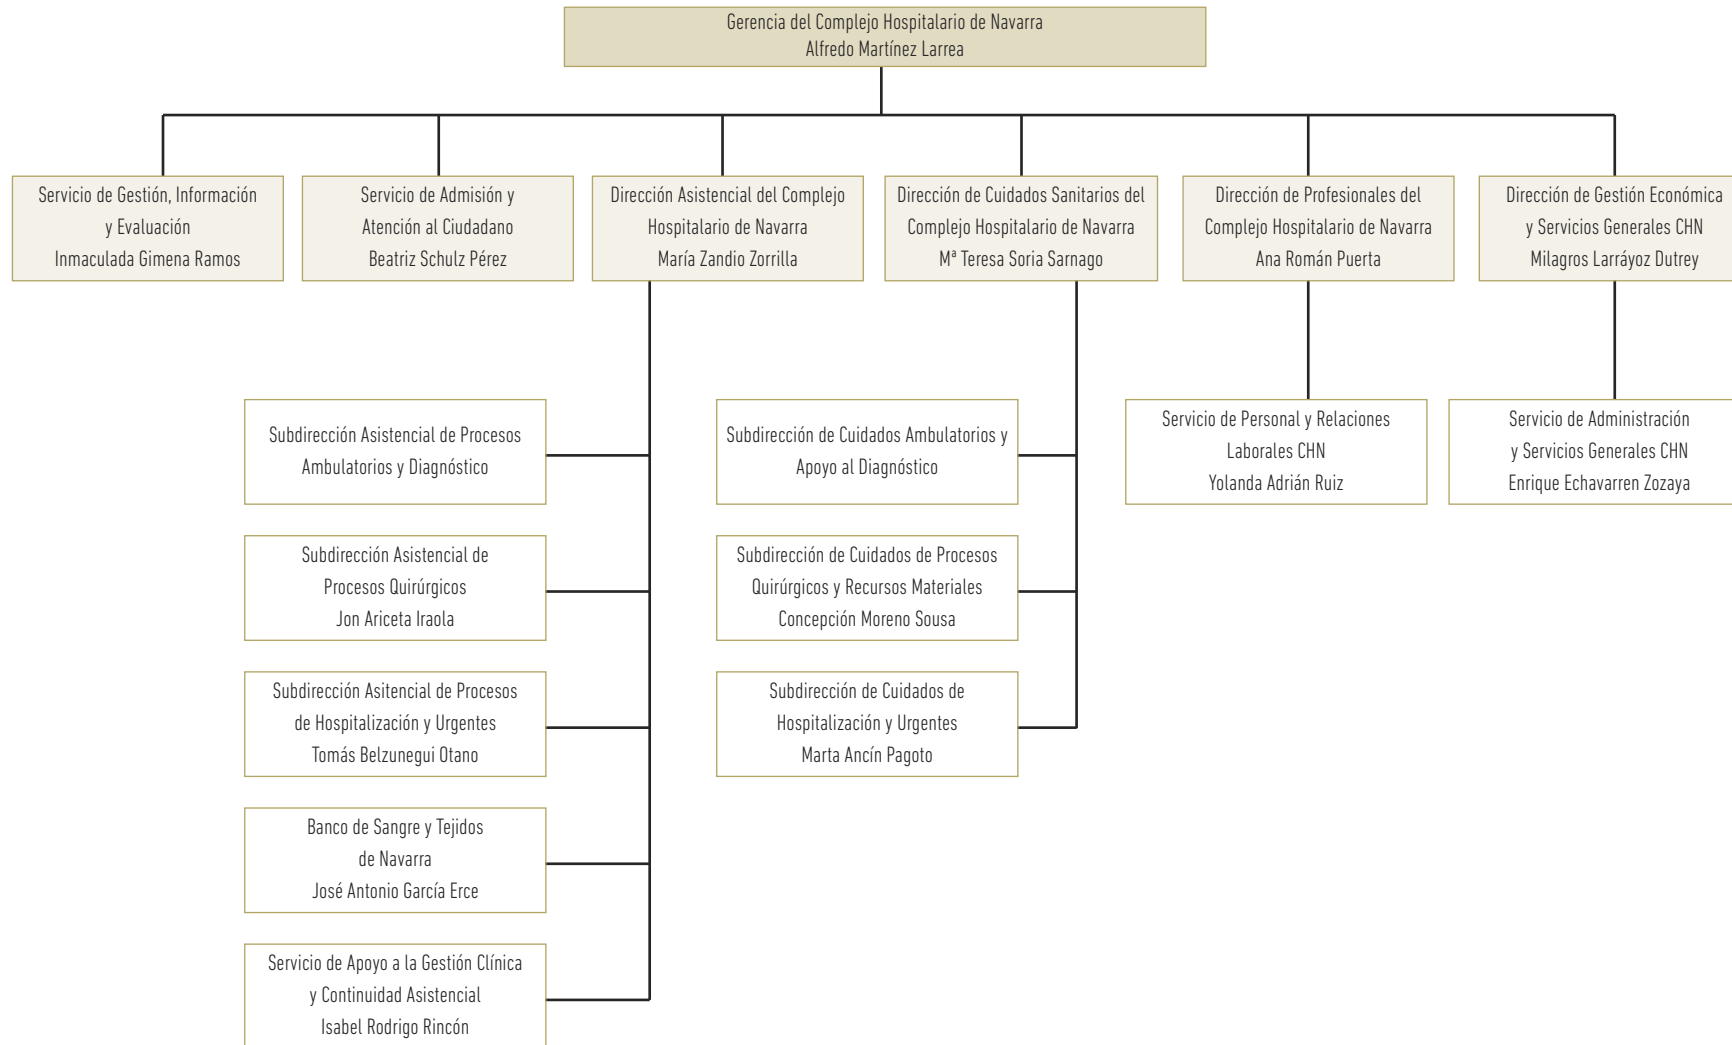 Gerencia del Complejo Hospitalario de Navarra
Alfredo Martínez Larrea
Servicio de Gestión, Información
y Evaluación
Inmaculada Gimena Ramos
Servicio de Admisión y
Atención al Ciudadano
Beatriz Schulz Pérez
Dirección Asistencial del Complejo
Hospitalario de Navarra
María Zandio Zorrilla
Dirección de Cuidados Sanitarios del
Complejo Hospitalario de Navarra
Mª Teresa Soria Sarnago
Dirección de Profesionales del
Complejo Hospitalario de Navarra
Ana Román Puerta
Dirección de Gestión Económica
y Servicios Generales CHN
Milagros Larráyoz Dutrey
Subdirección Asistencial de Procesos
Ambulatorios y Diagnóstico
Subdirección Asistencial de
Procesos Quirúrgicos
Jon Ariceta Iraola
Subdirección Asitencial de Procesos
de Hospitalización y Urgentes
Tomás Belzunegui Otano
Banco de Sangre y Tejidos
de Navarra
José Antonio García Erce
Servicio de Apoyo a la Gestión Clínica
y Continuidad Asistencial
Isabel Rodrigo Rincón
Subdirección de Cuidados Ambulatorios y
Apoyo al Diagnóstico
Subdirección de Cuidados de Procesos
Quirúrgicos y Recursos Materiales
Concepción Moreno Sousa
Subdirección de Cuidados de
Hospitalización y Urgentes
Marta Ancín Pagoto
Servicio de Personal y Relaciones
Laborales CHN
Yolanda Adrián Ruiz
Servicio de Administración
y Servicios Generales CHN
Enrique Echavarren Zozaya